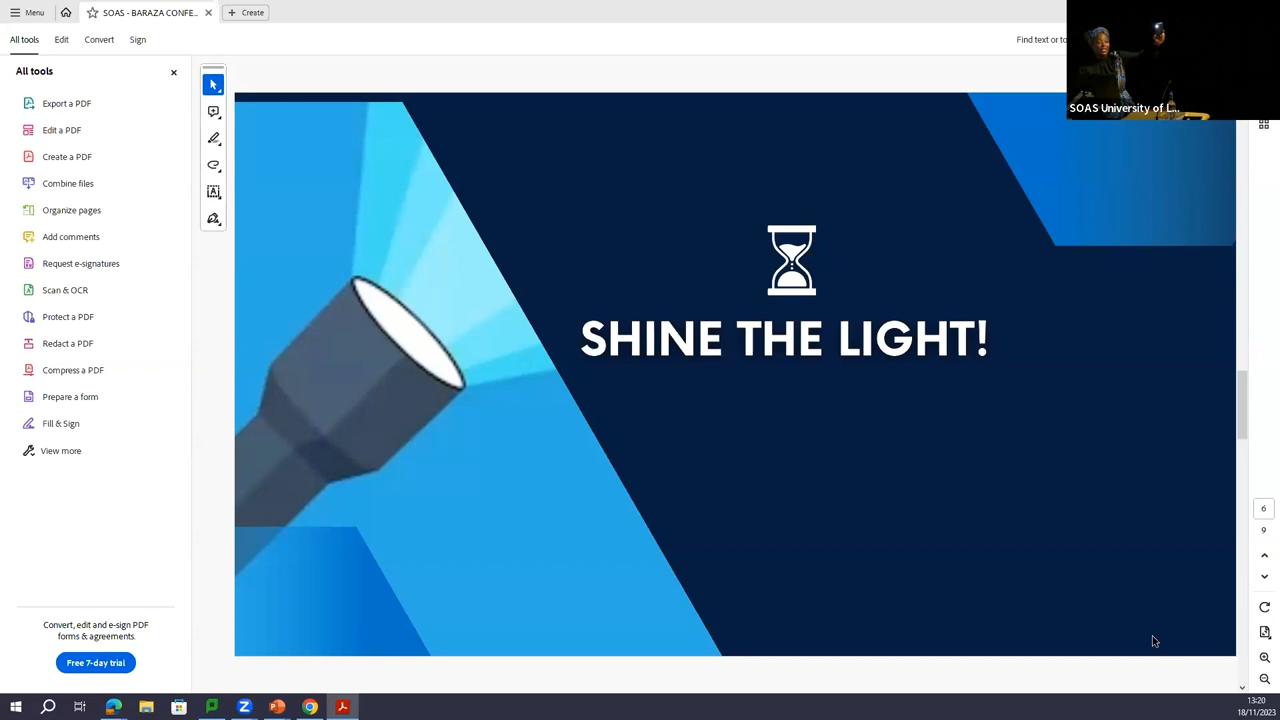 Menu
SOAS - BARAZA CONFE...
Create
All tools
Edit
Convert
Sign
Find text or to
SOAS University of L...
All tools
Export a PDF
Edit a PDF
Create a PDF
Combine files
Organize pages
Add comments
Request e-signatures
Scan & OCR
Protect a PDF
Redact a PDF
Compress a PDF
Prepare a form
Fill & Sign
View more
Convert, edit and e-sign PDF
forms & agreements.
Free 7-day trial
SHINE THE LIGHT!
6
9
13:20
18/11/2023